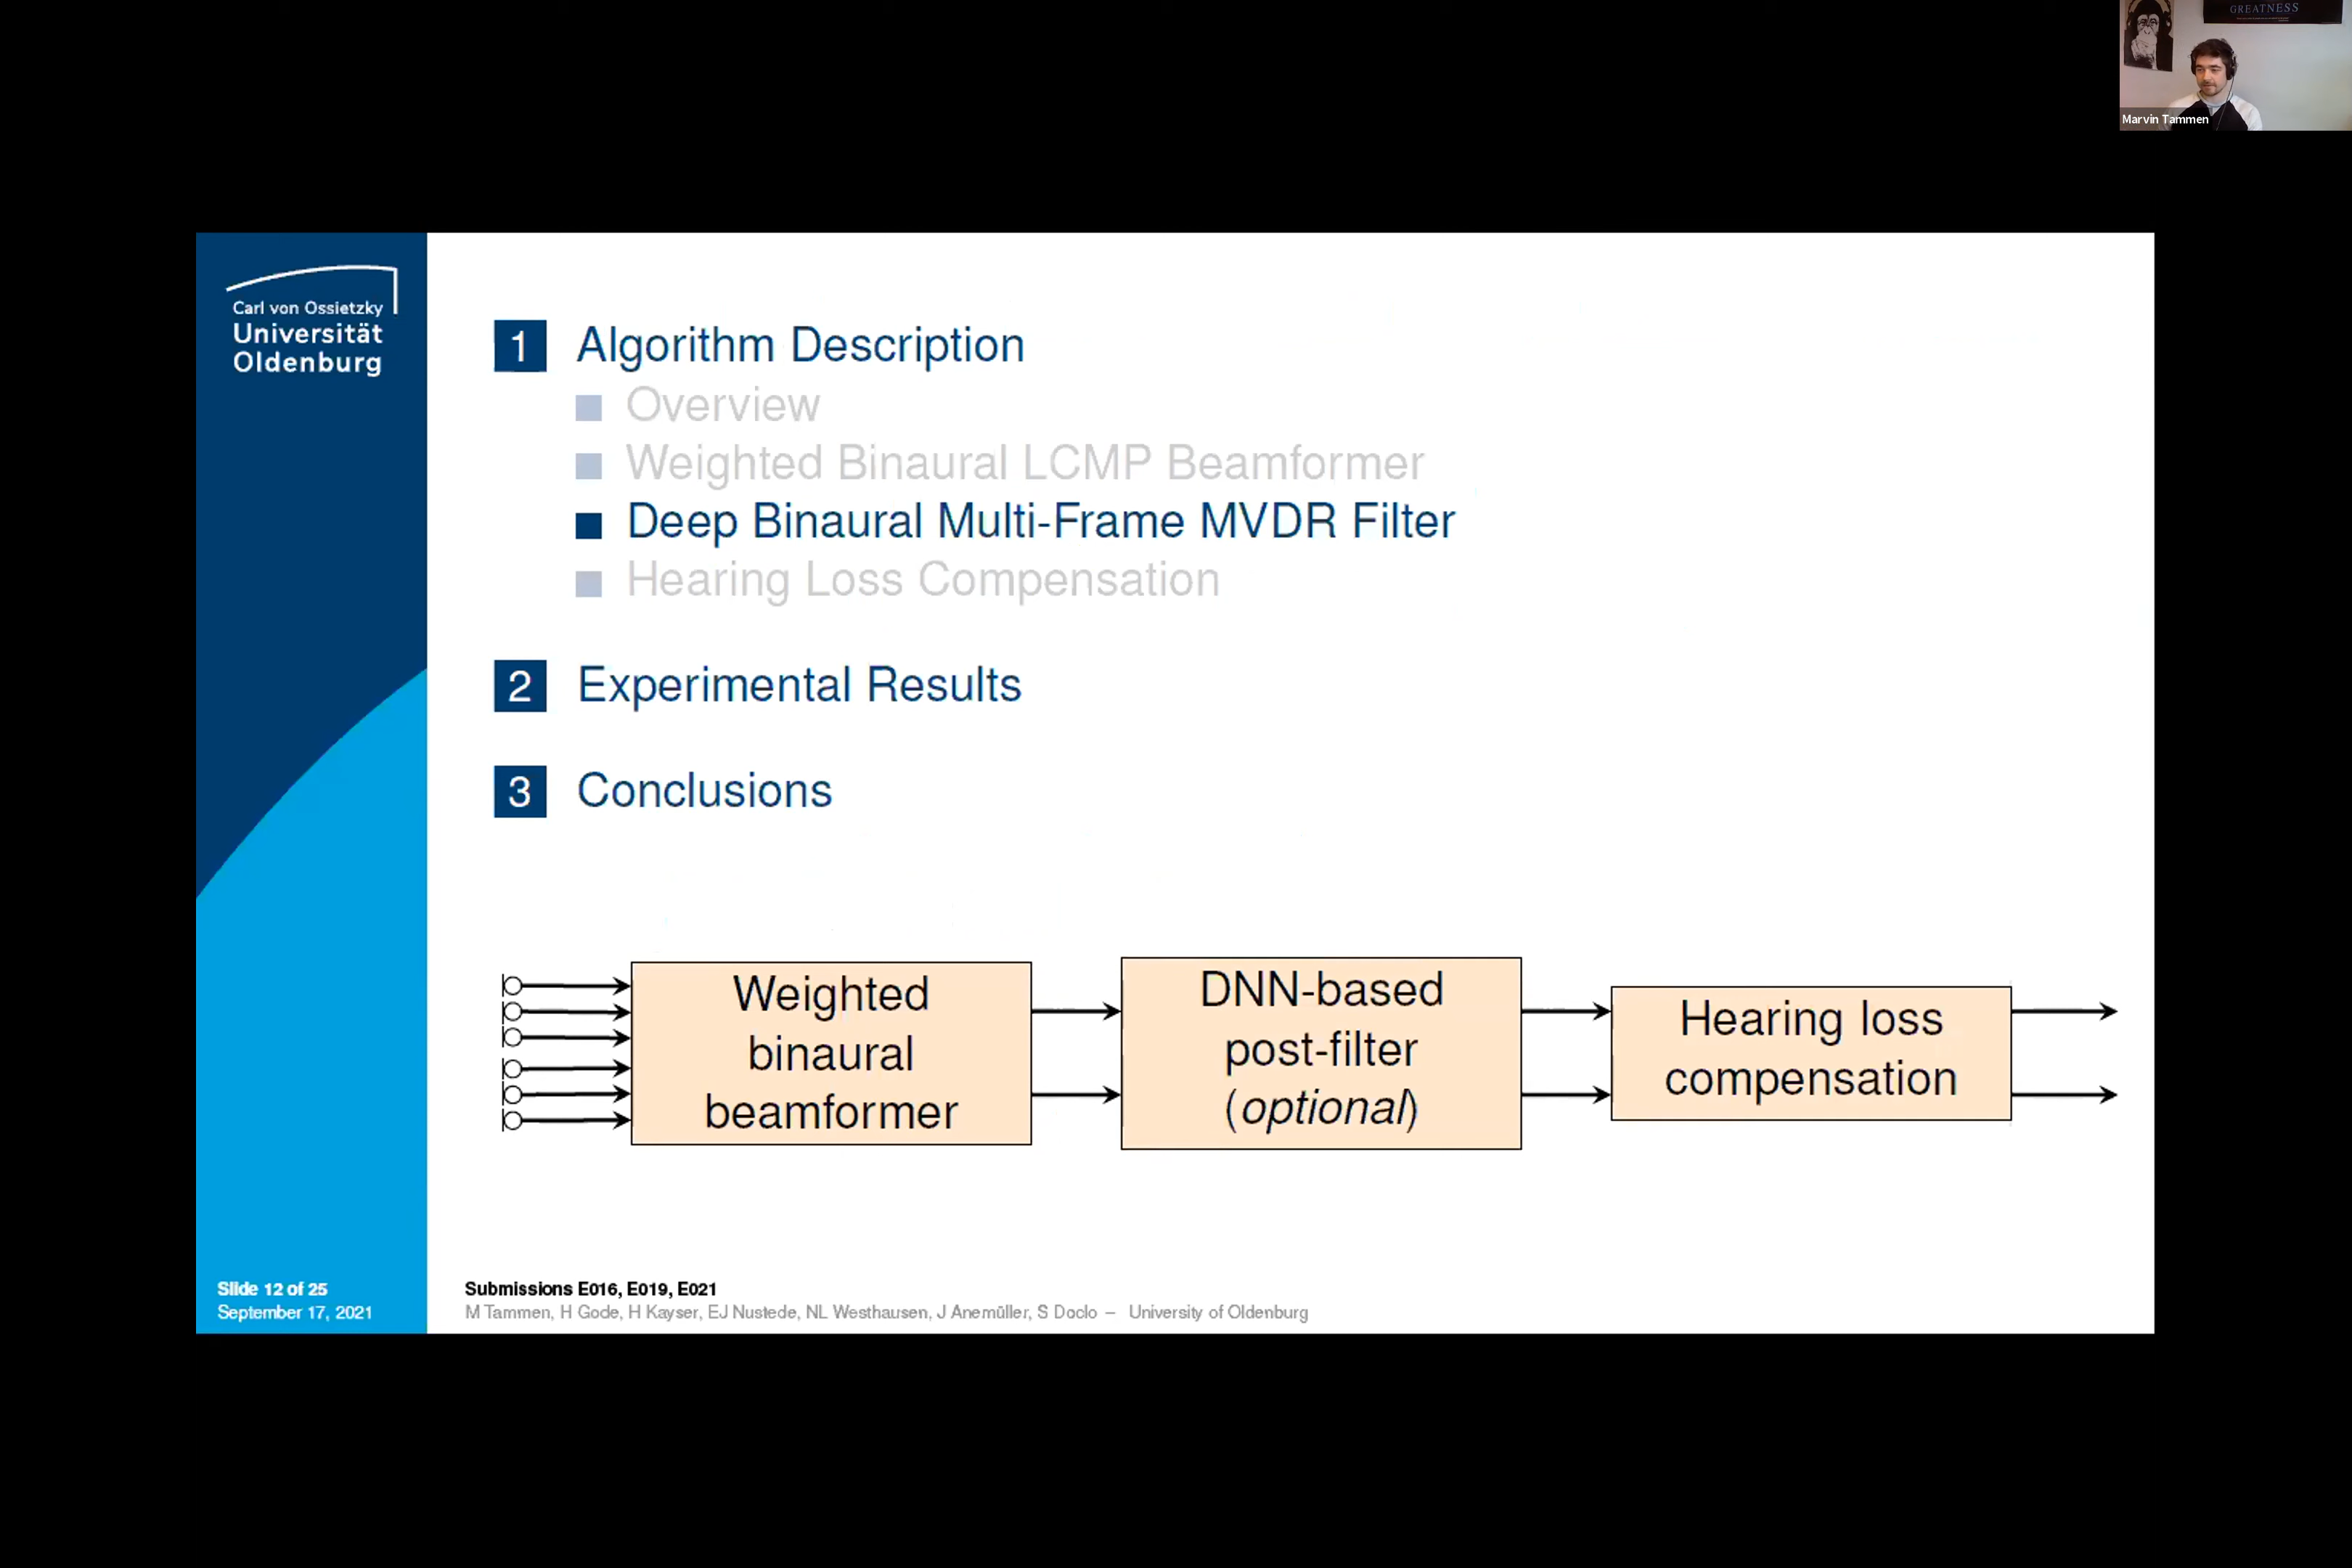 GREATNESS
Marvin Tammen
Carl von Ossietzky
Universität
Oldenburg
1 Algorithm Description
Overview
Weighted Binaural LCMP Beamformer
Deep Binaural Multi-Frame MVDR Filter
Hearing Loss Compensation
2 Experimental Results
3 Conclusions
Weighted
binaural
beamformer
DNN-based
post-filter
(optional)
Hearing loss
compensation
Slide 12 of 25
September 17, 2021
Submissions E016, E019, E021
M Tammen, H Gode, H Kayser, EJ Nustede, NL Westhausen, J Anemüller, S Doclo – University of Oldenburg